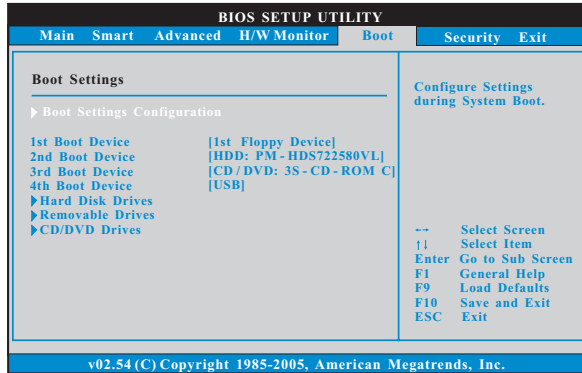 BIOS SETUP UTILITY
Main Smart Advanced H/W Monitor Boot Security Exit
Boot Settings
Boot Settings Configuration
1st Boot Device [1st Floppy Device]
2nd Boot Device [HDD: PM - HDS722580VL]
3rd Boot Device [CD / DVD: 3S - CD - ROM C]
4th Boot Device [USB]
Hard Disk Drives
Removable Drives
CD/DVD Drives
Configure Settings
during System Boot.
←→ Select Screen
↑↓ Select Item
Enter Go to Sub Screen
F1 General Help
F9 Load Defaults
F10 Save and Exit
ESC Exit
v02.54 (C) Copyright 1985-2005, American Megatrends, Inc.